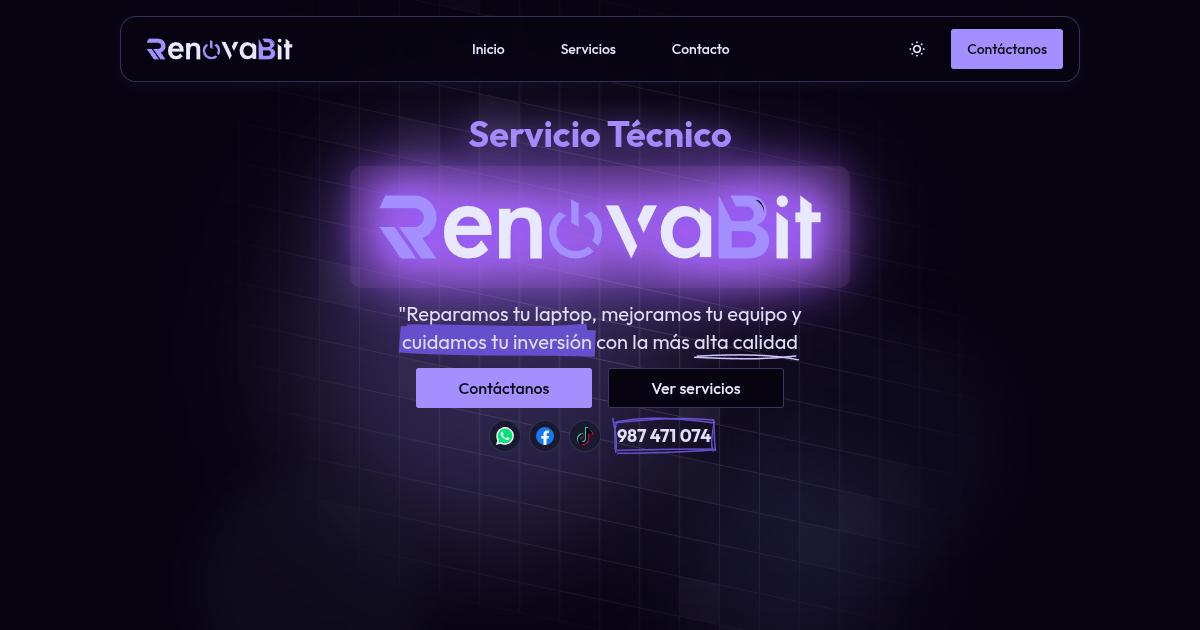 RenovaBit
Inicio
Servicios
Contacto
Contáctanos
Servicio Técnico
RenovaBit
"Reparamos tu laptop, mejoramos tu equipo y
cuidamos tu inversión con la más alta calidad
Contáctanos
Ver servicios
987 471 074